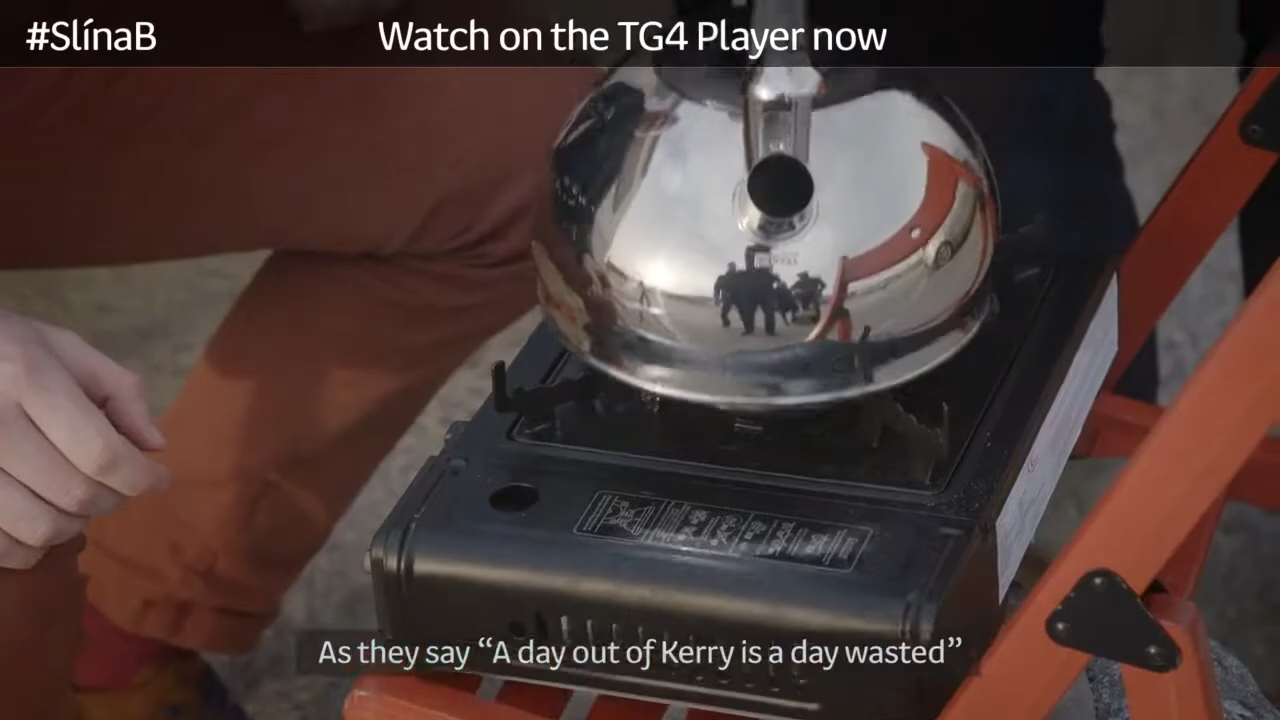 #SlínaB
Watch on the TG4 Player now
As they say “A day out of Kerry is a day wasted”